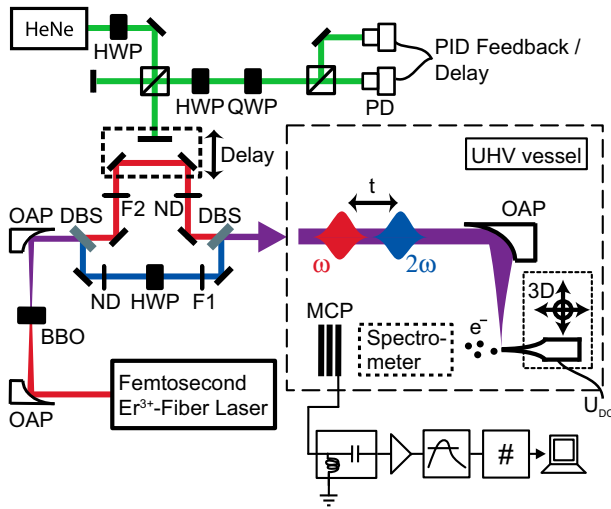 HeNe
HWP
HWP
QWP
PD
PID Feedback /
Delay
Delay
UHV vessel
OAP
DBS
F2
ND
DBS
t
OAP
ω
2ω
ND
HWP
F1
BBO
MCP
Spectro-
meter
e⁻
3D
OAP
Femtosecond
Er³⁺-Fiber Laser
U_DC
#